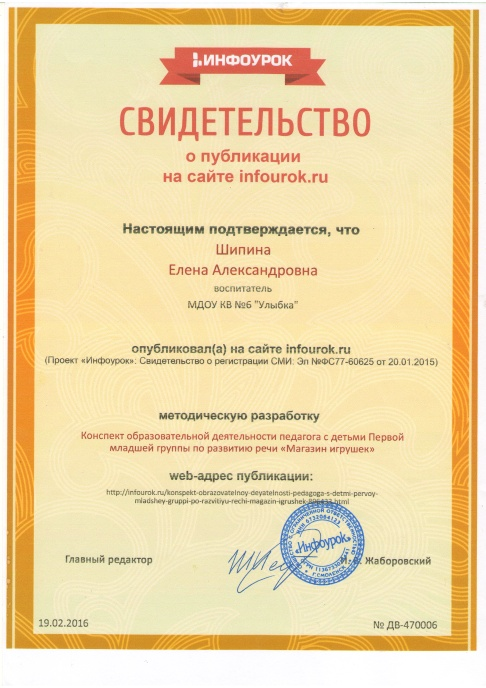 ИНФОУРОК
СВИДЕТЕЛЬСТВО
о публикации
на сайте infourok.ru
Настоящим подтверждается, что
Шипина
Елена Александровна
воспитатель
МДОУ КВ №6 "Улыбка"
опубликовал(а) на сайте infourok.ru
(Проект «Инфоурок»: Свидетельство о регистрации СМИ: Эл №ФС77-60625 от 20.01.2015)
методическую разработку
Конспект образовательной деятельности педагога с детьми Первой
младшей группы по развитию речи «Магазин игрушек»
web-адрес публикации:
http://infourok.ru/konspekt-obrazovatelnoy-deyatelnosti-pedagoga-s-detmi-pervoy-
mladshey-gruppi-po-razvitiyu-rechi-magazin-igrushek-
«Инфоурок»
Г. СМОЛЕНСК
Главный редактор
Жаборовский
19.02.2016
№ ДВ-470006